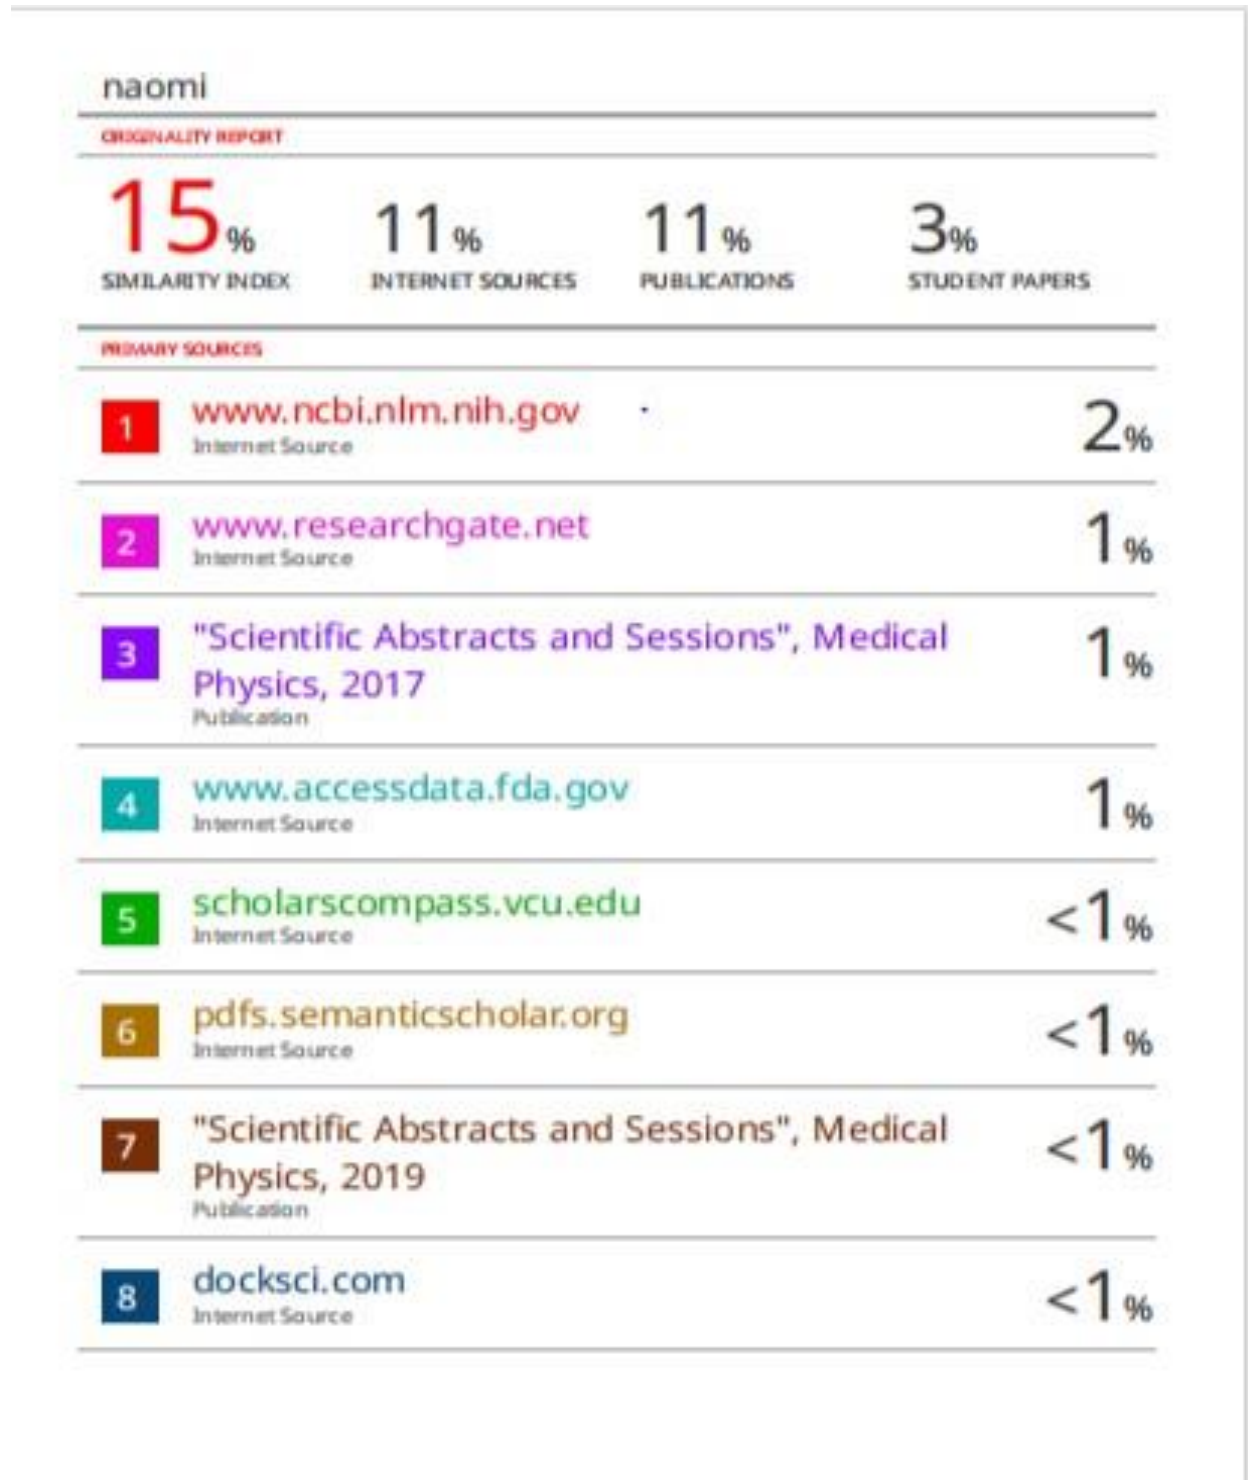 naomi
ORIGINALITY REPORT
15% 11% 11% 3%
SIMILARITY INDEX INTERNET SOURCES PUBLICATIONS STUDENT PAPERS
PRIMARY SOURCES
1 www.ncbi.nlm.nih.gov 2%
Internet Source
2 www.researchgate.net 1%
Internet Source
3 "Scientific Abstracts and Sessions", Medical 1%
Physics, 2017
Publication
4 www.accessdata.fda.gov 1%
Internet Source
5 scholarscompass.vcu.edu <1%
Internet Source
6 pdfs.semanticscholar.org <1%
Internet Source
7 "Scientific Abstracts and Sessions", Medical <1%
Physics, 2019
Publication
8 docksci.com <1%
Internet Source